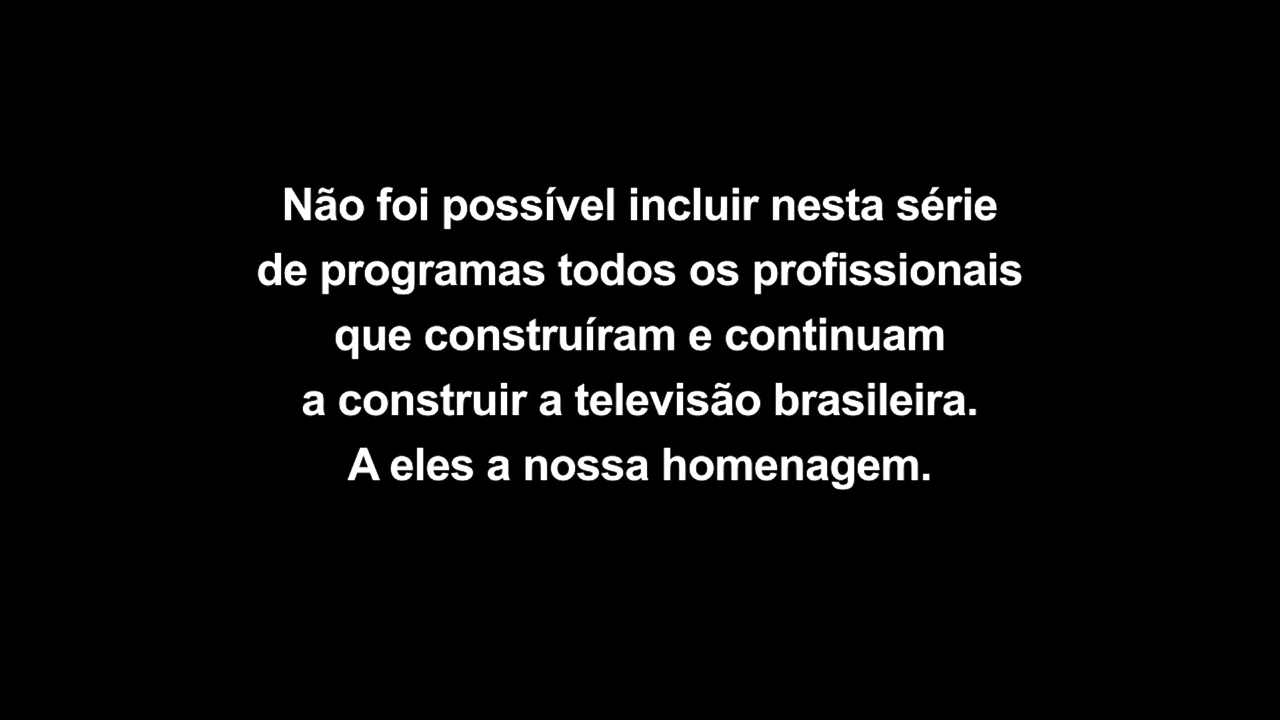 Não foi possível incluir nesta série
de programas todos os profissionais
que construíram e continuam
a construir a televisão brasileira.
A eles a nossa homenagem.